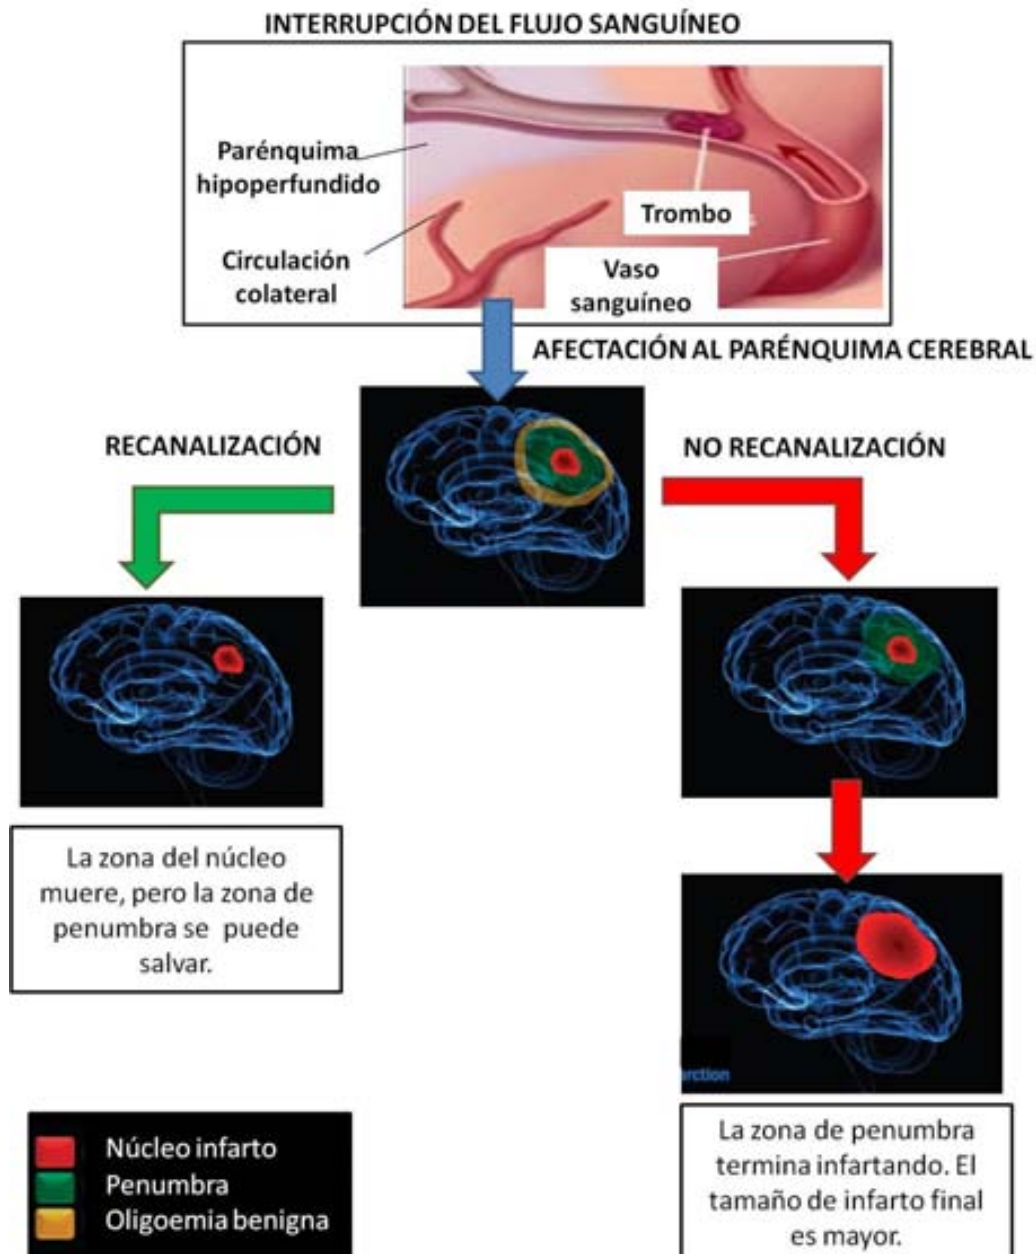 INTERRUPCIÓN DEL FLUJO SANGUÍNEO
Parénquima
hipoperfundido
Trombo
Circulación
colateral
Vaso
sanguíneo
AFECTACIÓN AL PARÉNQUIMA CEREBRAL
RECANALIZACIÓN
NO RECANALIZACIÓN
La zona del núcleo
muere, pero la zona de
penumbra se puede
salvar.
arction
Núcleo infarto
Penumbra
Oligoemia benigna
La zona de penumbra
termina infartando. El
tamaño de infarto final
es mayor.